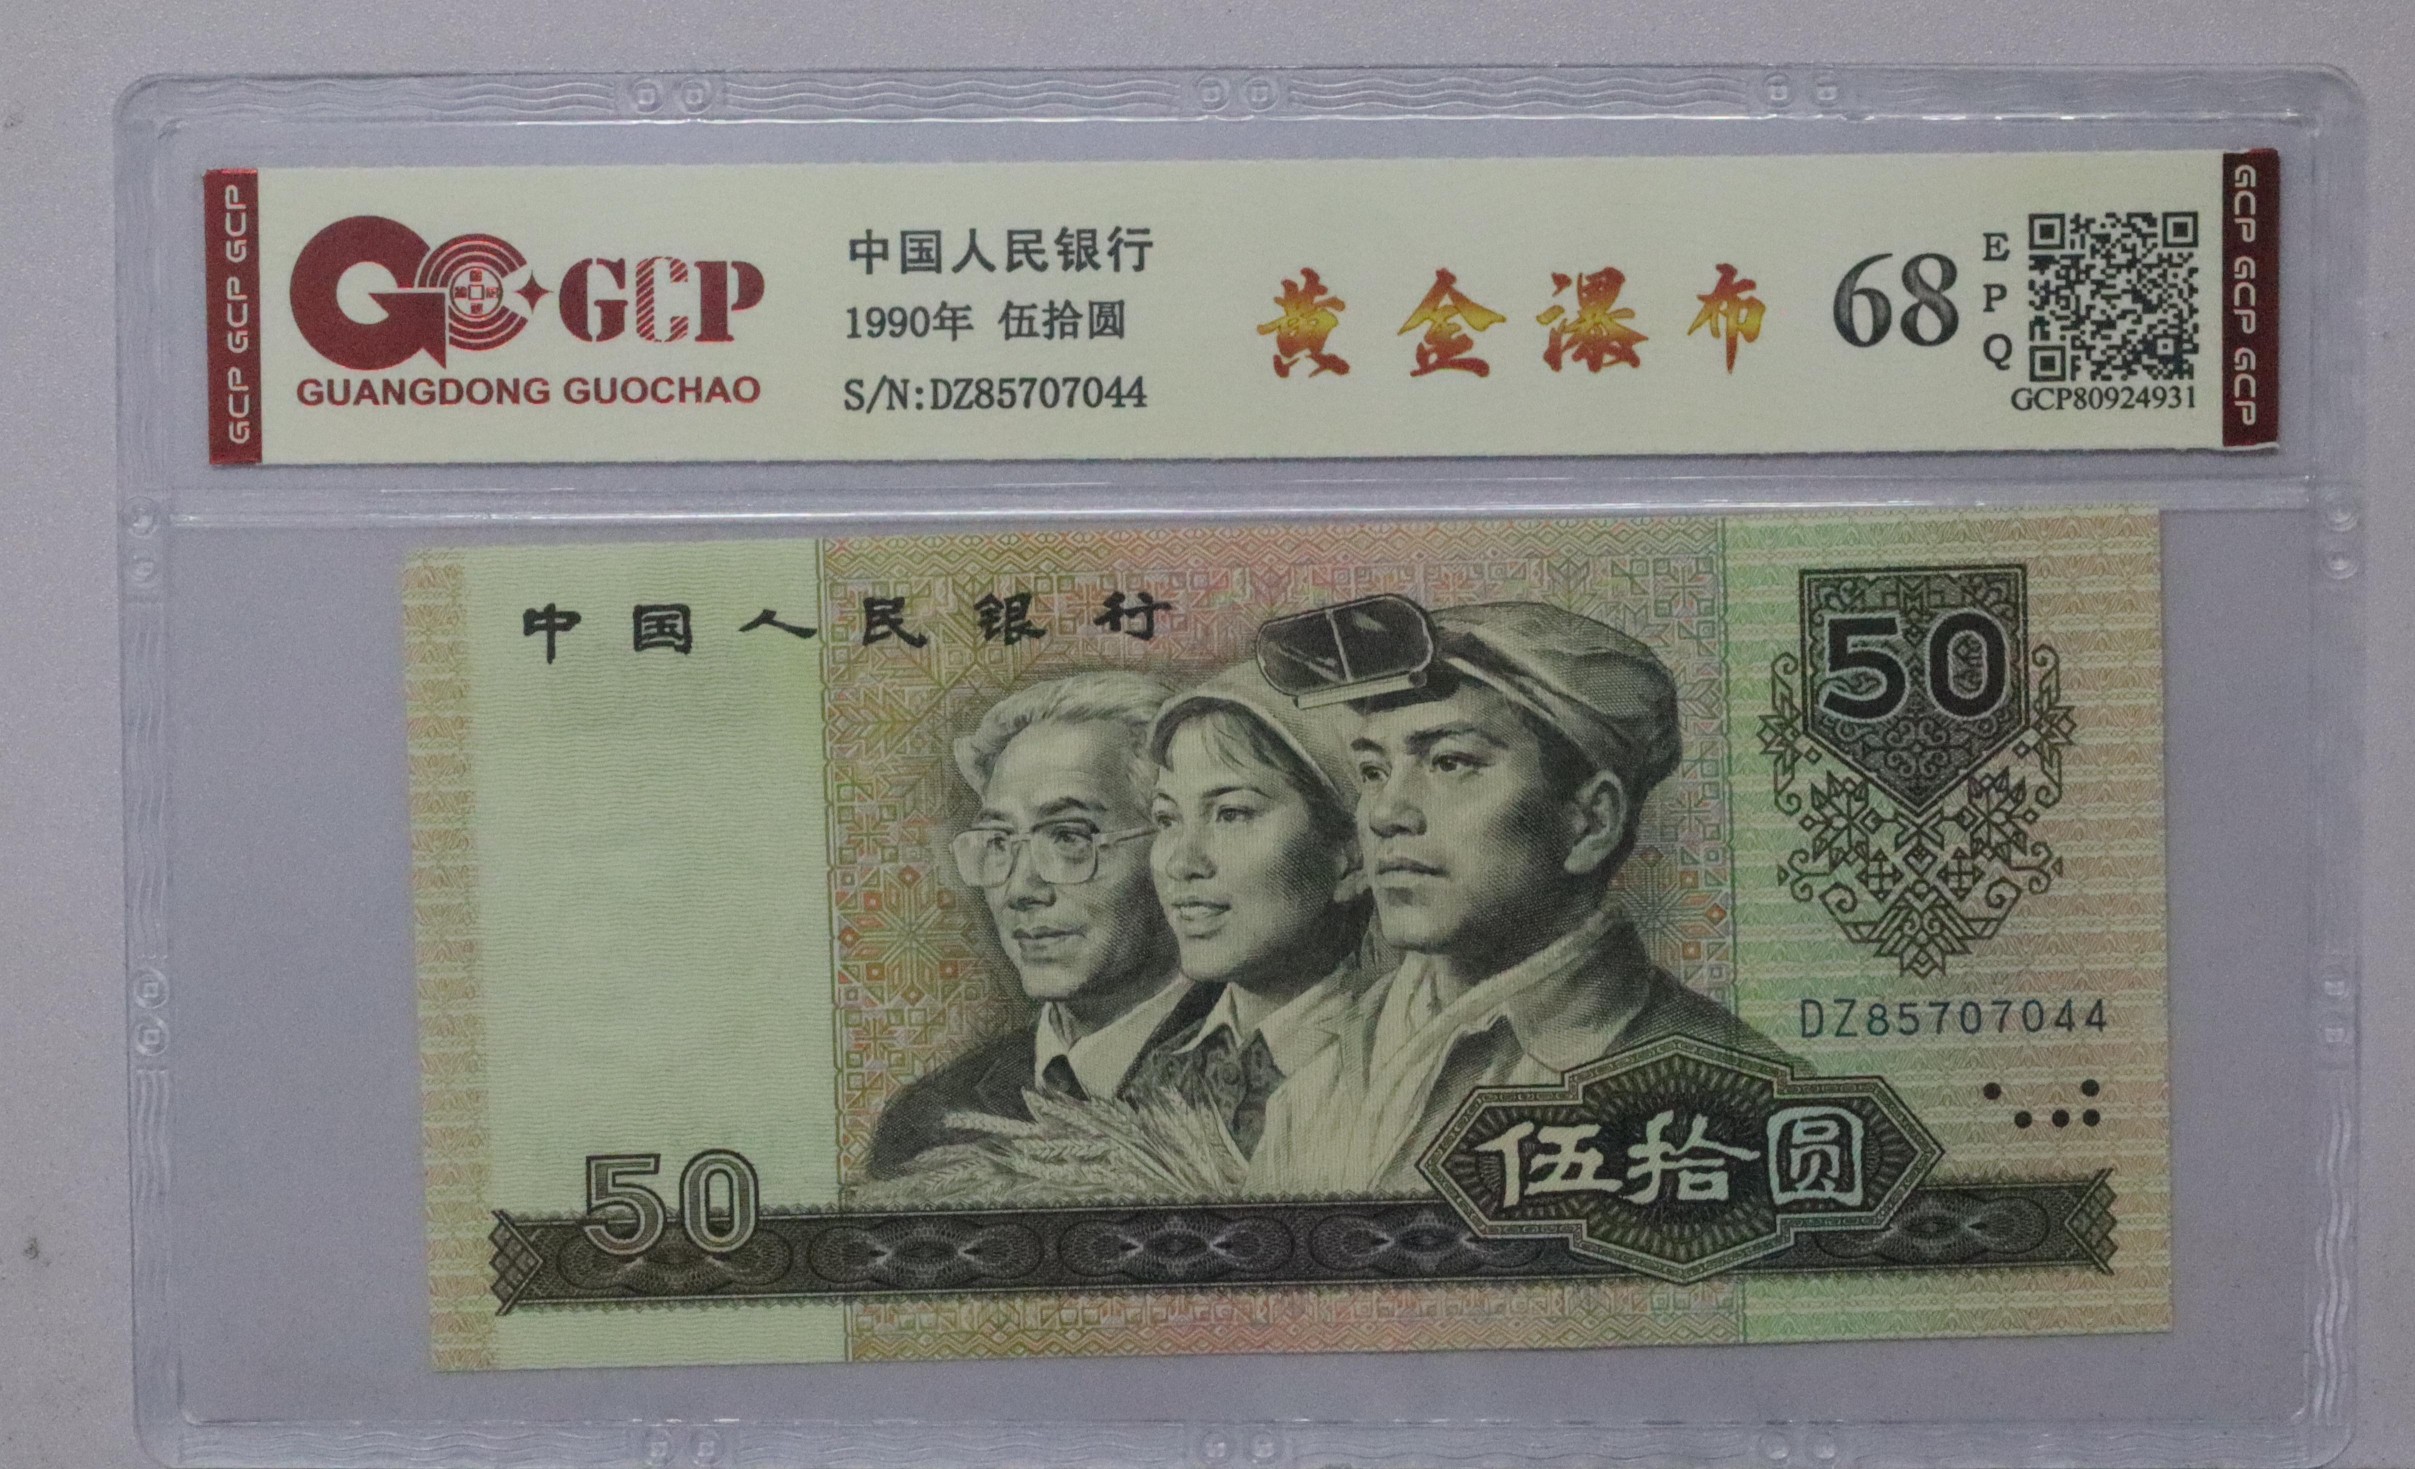 GCP GCP GCP
GCP
GUANGDONG GUOCHAO
中国人民银行
1990年 伍拾圆
S/N:DZ85707044
黄金瀑布
68
EPQ
GCP80924931
GCP GCP GCP
中国人民银行
50
DZ85707044
伍拾圆
50